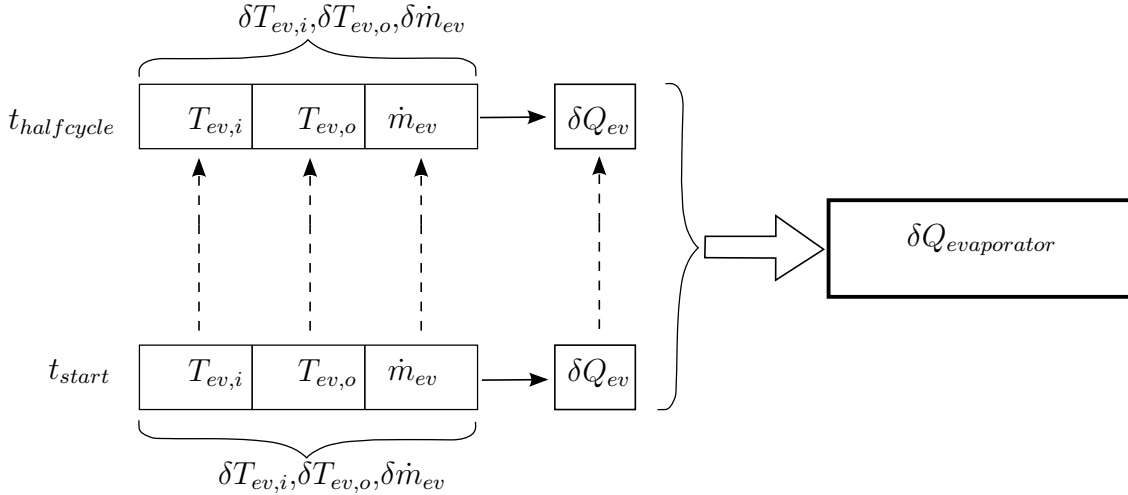 δT_{ev,i},δT_{ev,o},δṁ_{ev}
t_{halfcycle} T_{ev,i} T_{ev,o} ṁ_{ev} δQ_{ev}
δQ_{evaporator}
t_{start} T_{ev,i} T_{ev,o} ṁ_{ev} δQ_{ev}
δT_{ev,i},δT_{ev,o},δṁ_{ev}